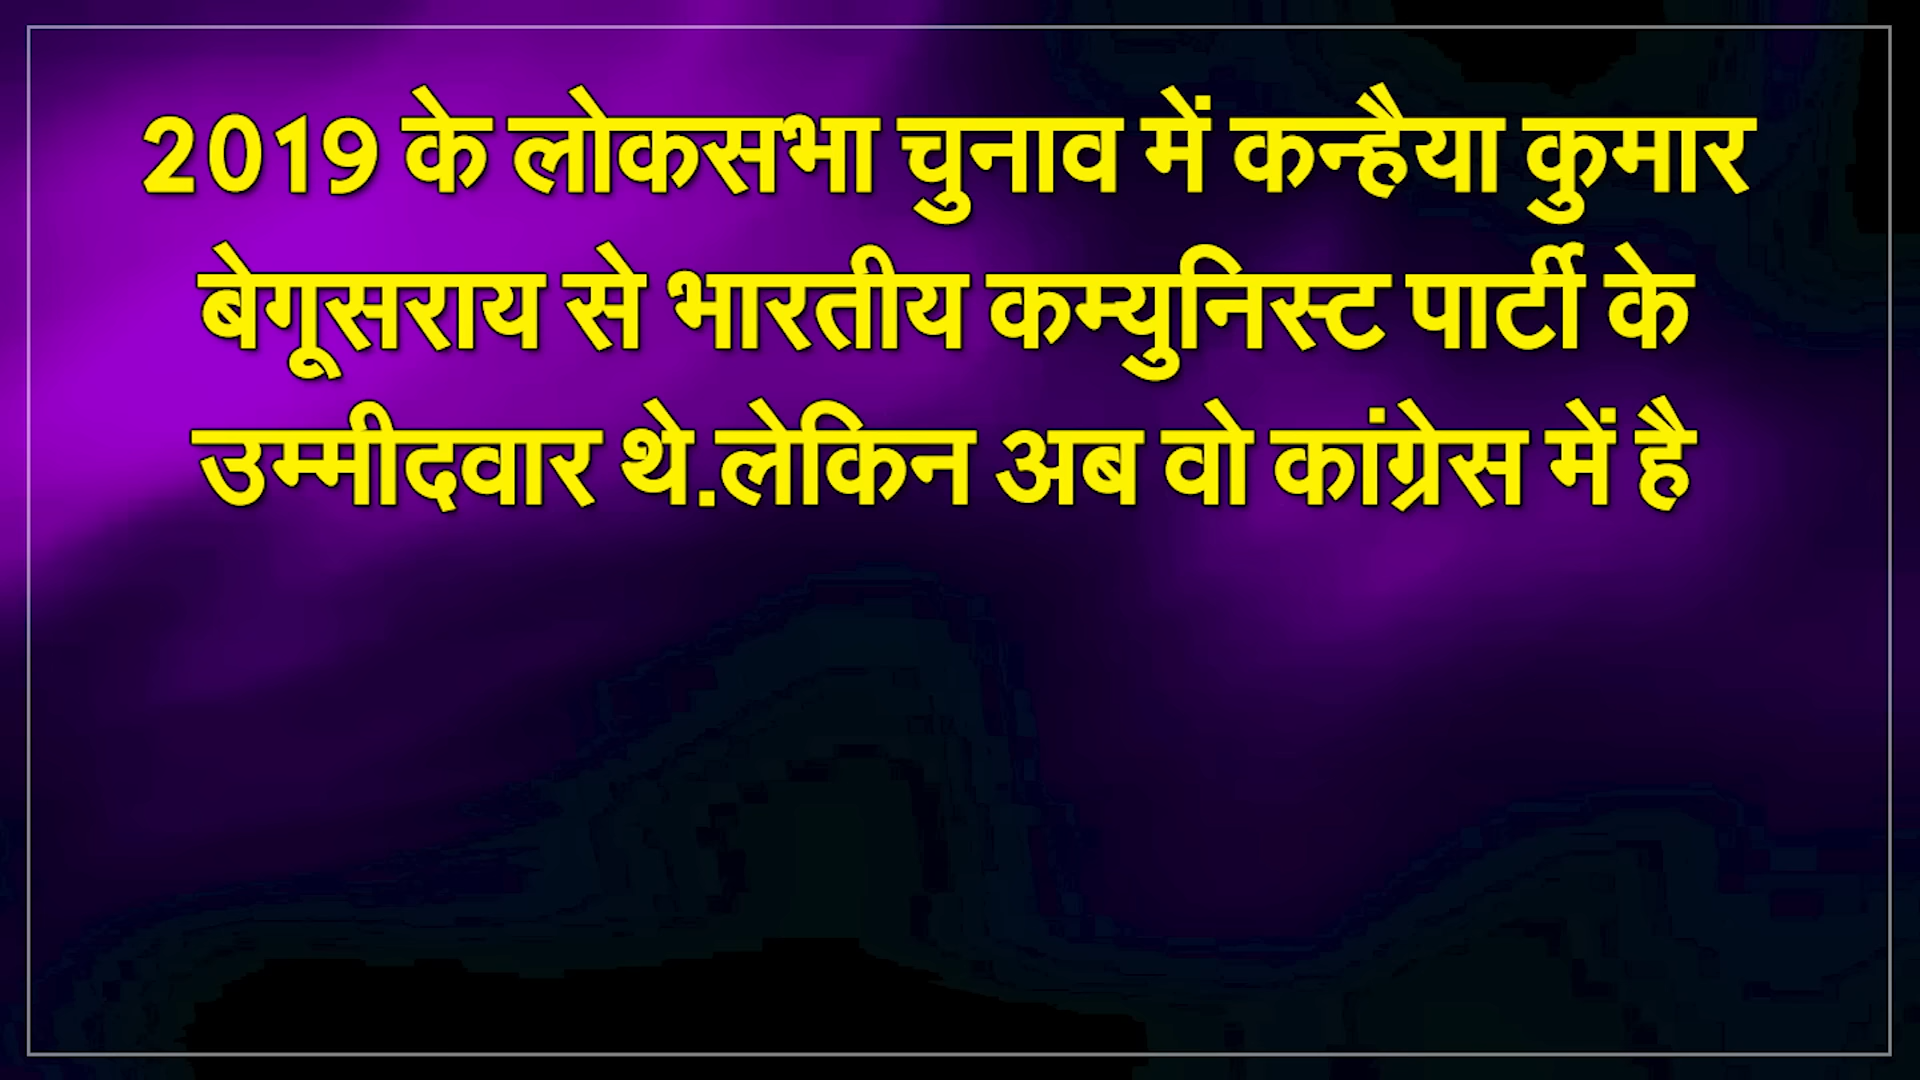 2019 के लोकसभा चुनाव में कन्हैया कुमार
बेगूसराय से भारतीय कम्युनिस्ट पार्टी के
उम्मीदवार थे.लेकिन अब वो कांग्रेस में है